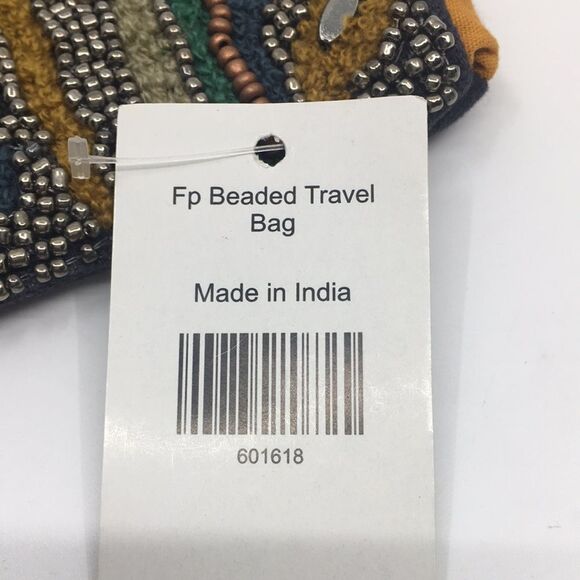 Fp Beaded Travel
Bag
Made in India
601618